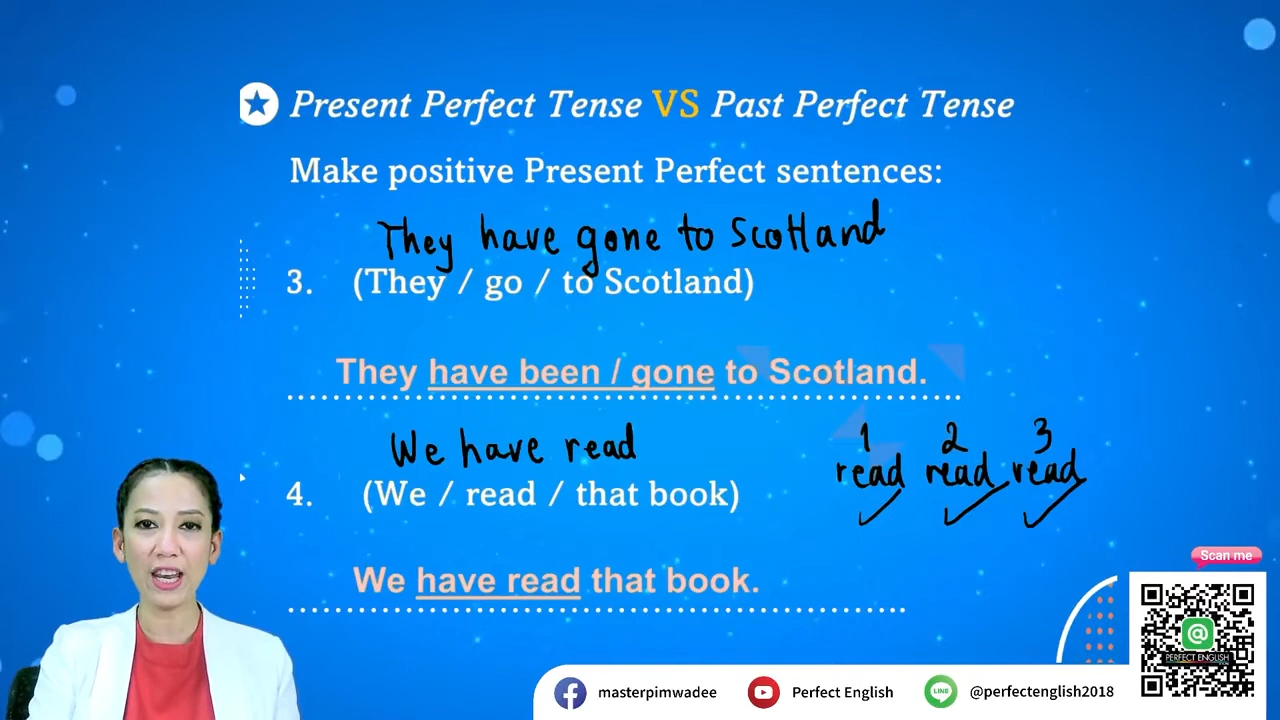 Present Perfect Tense VS Past Perfect Tense
Make positive Present Perfect sentences:
They have gone to Scotland
3. (They / go / to Scotland)
They have been / gone to Scotland.
We have read
1 2 3
read read read
4. (We / read / that book)
We have read that book.
Scan me
@
PERFECT ENGLISH
masterpimwadee
Perfect English
LINE
@perfectenglish2018